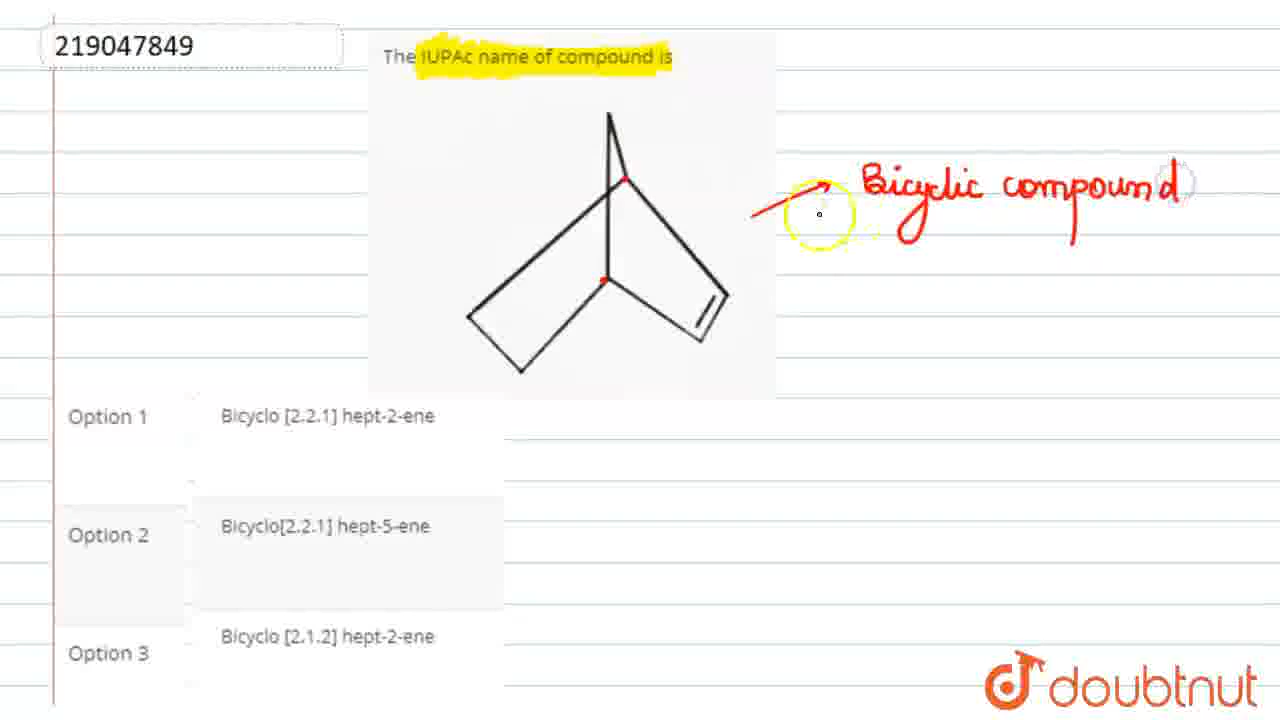 219047849
The IUPAc name of compound is
Bicyclic compound
Option 1
Bicyclo [2.2.1] hept-2-ene
Option 2
Bicyclo[2.2.1] hept-5-ene
Option 3
Bicyclo [2.1.2] hept-2-ene
doubtnut